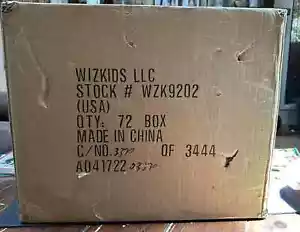 WIZKIDS LLC
STOCK # WZK9202
(USA)
QTY: 72 BOX
MADE IN CHINA
C/NO. OF 3444
A041722